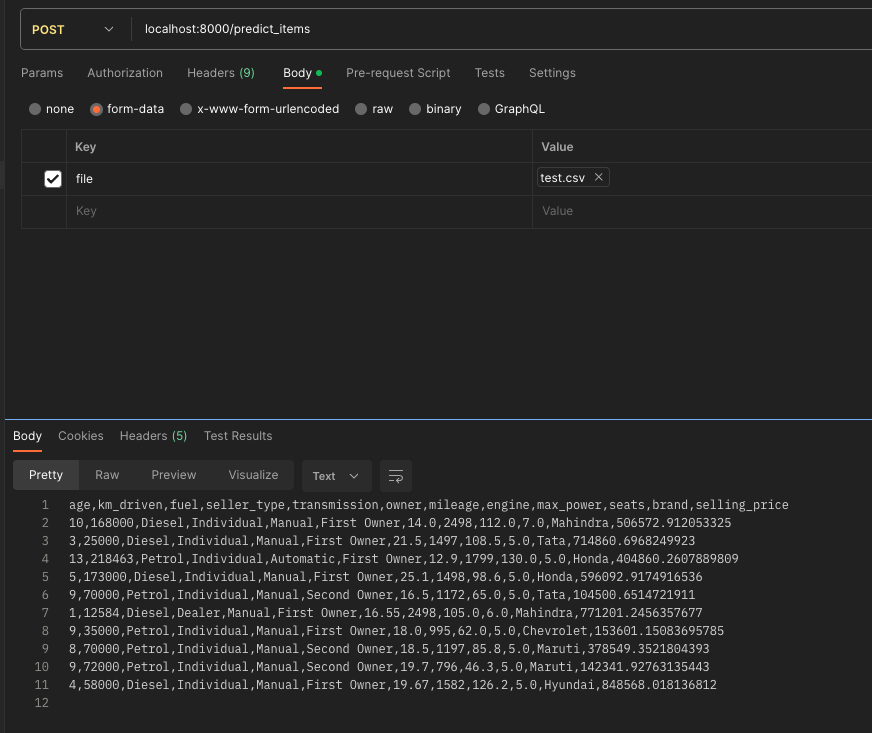 POST localhost:8000/predict_items
Params Authorization Headers (9) Body Pre-request Script Tests Settings
none form-data x-www-form-urlencoded raw binary GraphQL
Key Value
file test.csv
Key Value
Body Cookies Headers (5) Test Results
Pretty Raw Preview Visualize Text
1 age,km_driven,fuel,seller_type,transmission,owner,mileage,engine,max_power,seats,brand,selling_price
2 10,168000,Diesel,Individual,Manual,First Owner,14.0,2498,112.0,7.0,Mahindra,506572.912053325
3 3,25000,Diesel,Individual,Manual,First Owner,21.5,1497,108.5,5.0,Tata,714860.6968249923
4 13,218463,Petrol,Individual,Automatic,First Owner,12.9,1799,130.0,5.0,Honda,404860.2607889809
5 5,173000,Diesel,Individual,Manual,First Owner,25.1,1498,98.6,5.0,Honda,596092.9174916536
6 9,70000,Petrol,Individual,Manual,Second Owner,16.5,1172,65.0,5.0,Tata,104500.6514721911
7 1,12584,Diesel,Dealer,Manual,First Owner,16.55,2498,105.0,6.0,Mahindra,771201.2456357677
8 9,35000,Petrol,Individual,Manual,First Owner,18.0,995,62.0,5.0,Chevrolet,153601.15083695785
9 8,70000,Petrol,Individual,Manual,Second Owner,18.5,1197,85.8,5.0,Maruti,378549.3521804393
10 9,72000,Petrol,Individual,Manual,Second Owner,19.7,796,46.3,5.0,Maruti,142341.92763135443
11 4,58000,Diesel,Individual,Manual,First Owner,19.67,1582,126.2,5.0,Hyundai,848568.018136812
12